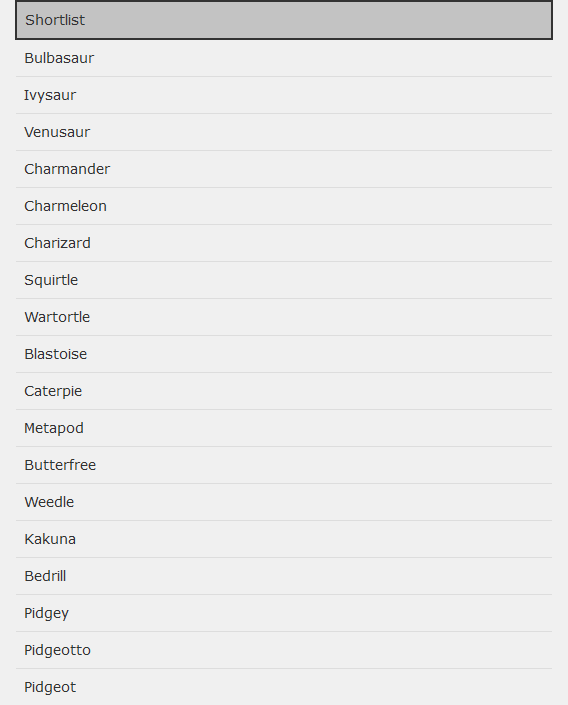 Shortlist
Bulbasaur
Ivysaur
Venusaur
Charmander
Charmeleon
Charizard
Squirtle
Wartortle
Blastoise
Caterpie
Metapod
Butterfree
Weedle
Kakuna
Bedrill
Pidgey
Pidgeotto
Pidgeot